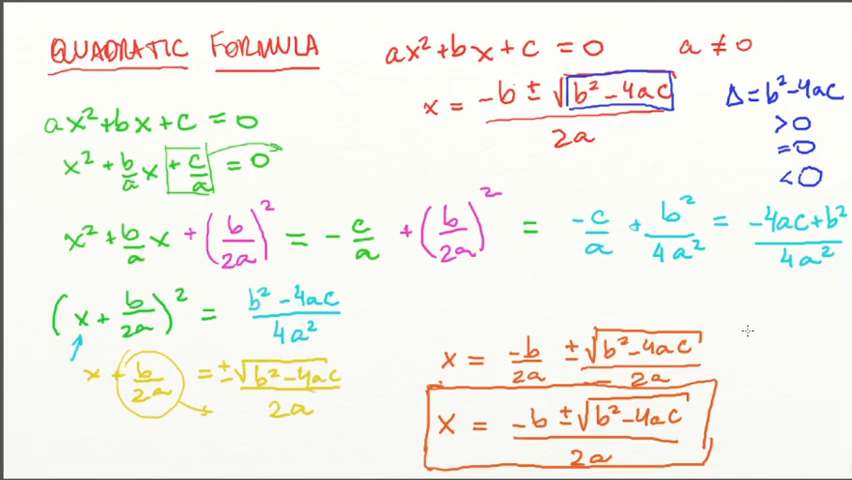 QUADRATIC FORMULA ax²+bx+c = 0 a ≠ 0
x = -b ± √b² - 4ac / 2a
Δ = b² - 4ac
>0
=0
<0
ax²+bx+c = 0
x² + b/a x + c/a = 0
x² + b/a x + (b/2a)² = - c/a + (b/2a)² = -c/a + b²/4a² = -4ac+b²/4a²
(x + b/2a)² = b² - 4ac/4a²
x + b/2a = ± √b² - 4ac/2a
x = -b/2a ± √b² - 4ac/2a
x = -b ± √b² - 4ac/2a